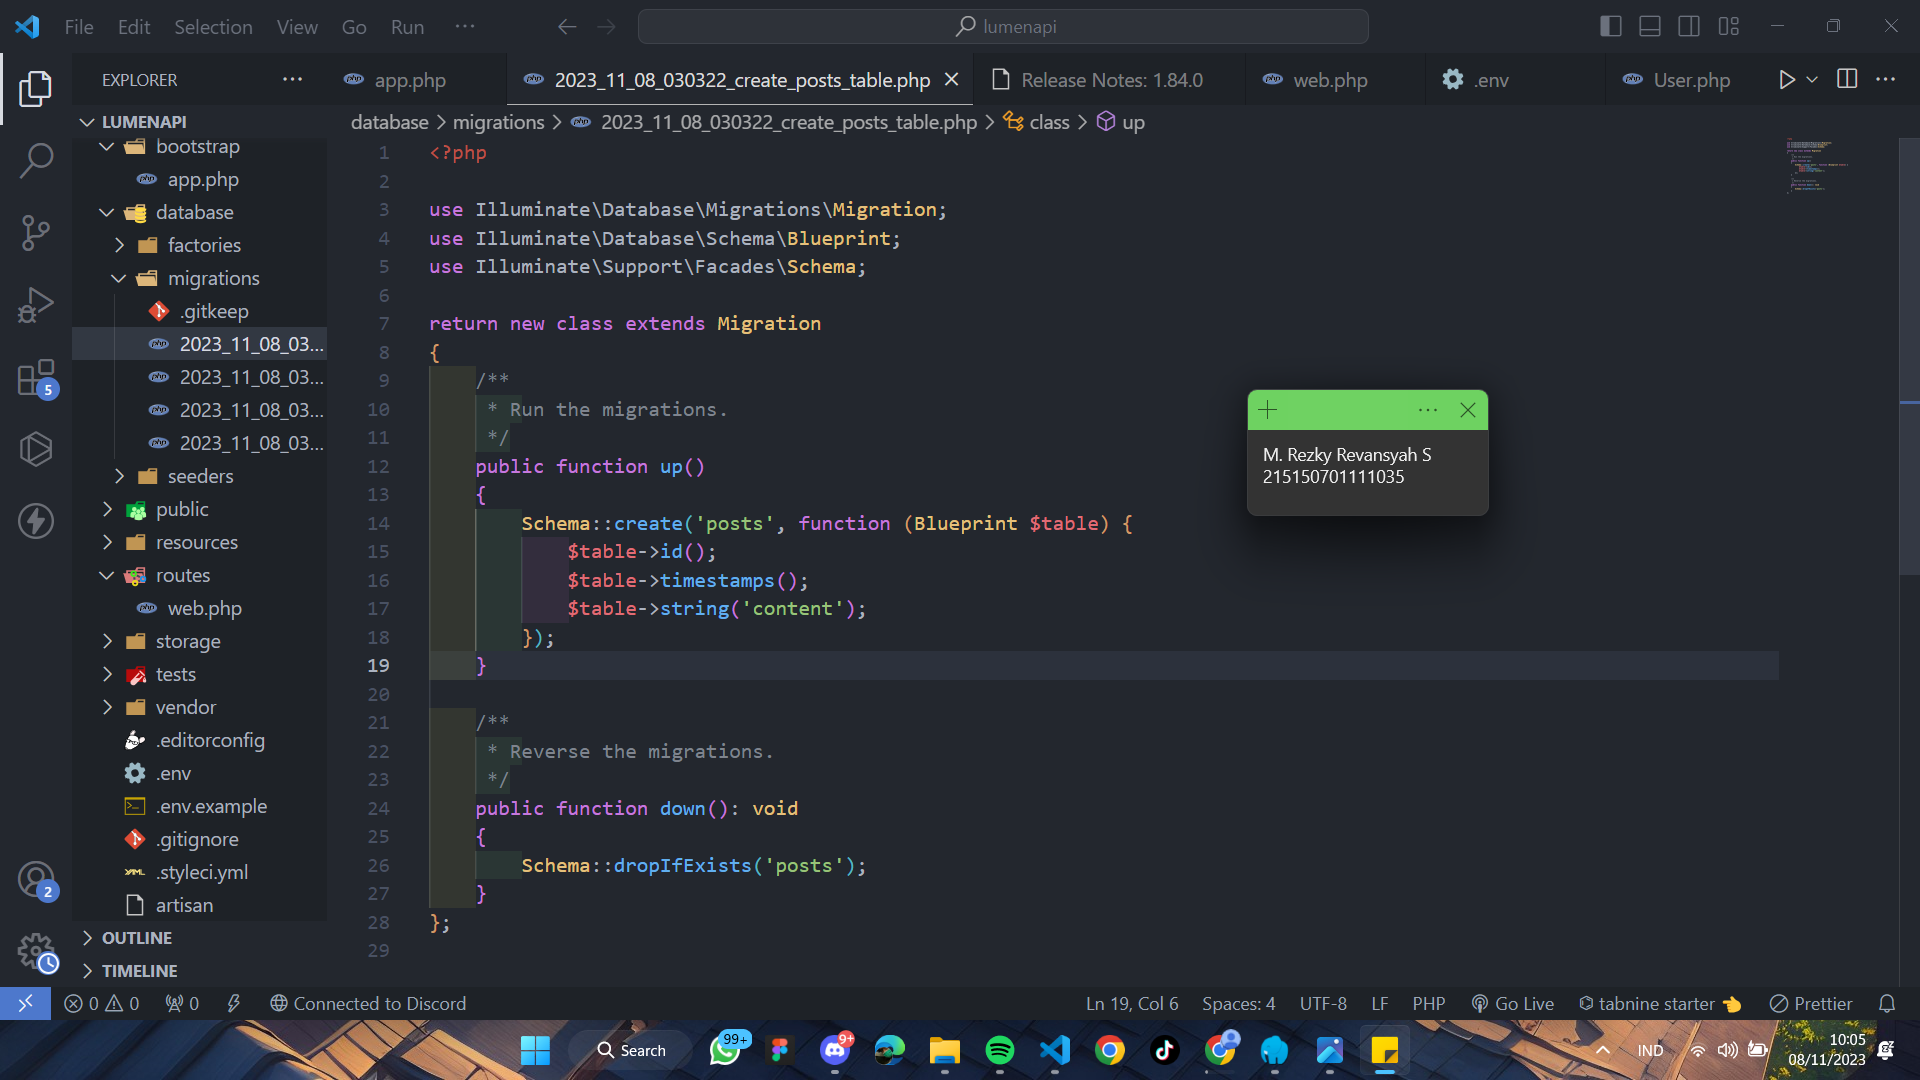 File Edit Selection View Go Run ···
lumenapi
EXPLORER ···
app.php
2023_11_08_030322_create_posts_table.php
Release Notes: 1.84.0
web.php
.env
User.php
LUMENAPI
bootstrap
app.php
database
factories
migrations
.gitkeep
2023_11_08_03...
2023_11_08_03...
2023_11_08_03...
2023_11_08_03...
seeders
public
resources
routes
web.php
storage
tests
vendor
.editorconfig
.env
.env.example
.gitignore
.styleci.yml
artisan
OUTLINE
TIMELINE
5
2
database > migrations > 2023_11_08_030322_create_posts_table.php > class > up
1 <?php
2
3 use Illuminate\Database\Migrations\Migration;
4 use Illuminate\Database\Schema\Blueprint;
5 use Illuminate\Support\Facades\Schema;
6
7 return new class extends Migration
8 {
9     /**
10      * Run the migrations.
11      */
12     public function up()
13     {
14         Schema::create('posts', function (Blueprint $table) {
15             $table->id();
16             $table->timestamps();
17             $table->string('content');
18         });
19     }
20
21     /**
22      * Reverse the migrations.
23      */
24     public function down(): void
25     {
26         Schema::dropIfExists('posts');
27     }
28 };
29
M. Rezky Revansyah S
215150701111035
0 0 0 Connected to Discord
Ln 19, Col 6 Spaces: 4 UTF-8 LF PHP Go Live tabnine starter Prettier
Search
99+
9+
IND
10:05
08/11/2023